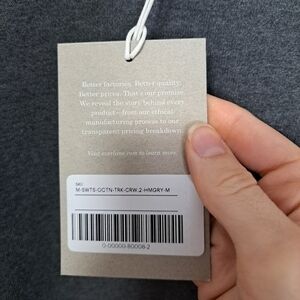 Better factories. Better quality.
Better prices. That's our promise.
We reveal the story behind every
product—from our ethical
manufacturing process to our
transparent pricing breakdown.
Visit everlane.com to learn more.
SKU
M-SWTS-OCTN-TRK-CRW.2-HMGRY-M
0-00000-80008-2